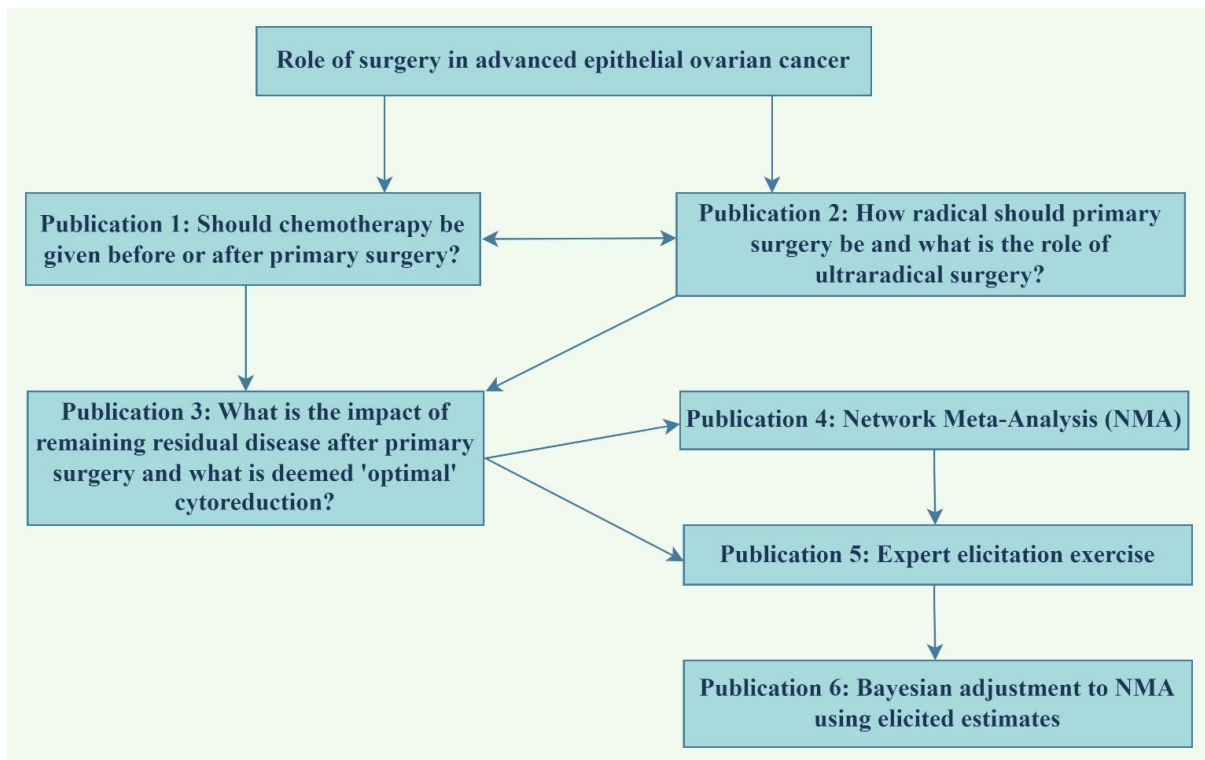 Role of surgery in advanced epithelial ovarian cancer
Publication 1: Should chemotherapy be
given before or after primary surgery?
Publication 2: How radical should primary
surgery be and what is the role of
ultraradical surgery?
Publication 3: What is the impact of
remaining residual disease after primary
surgery and what is deemed 'optimal'
cytoreduction?
Publication 4: Network Meta-Analysis (NMA)
Publication 5: Expert elicitation exercise
Publication 6: Bayesian adjustment to NMA
using elicited estimates